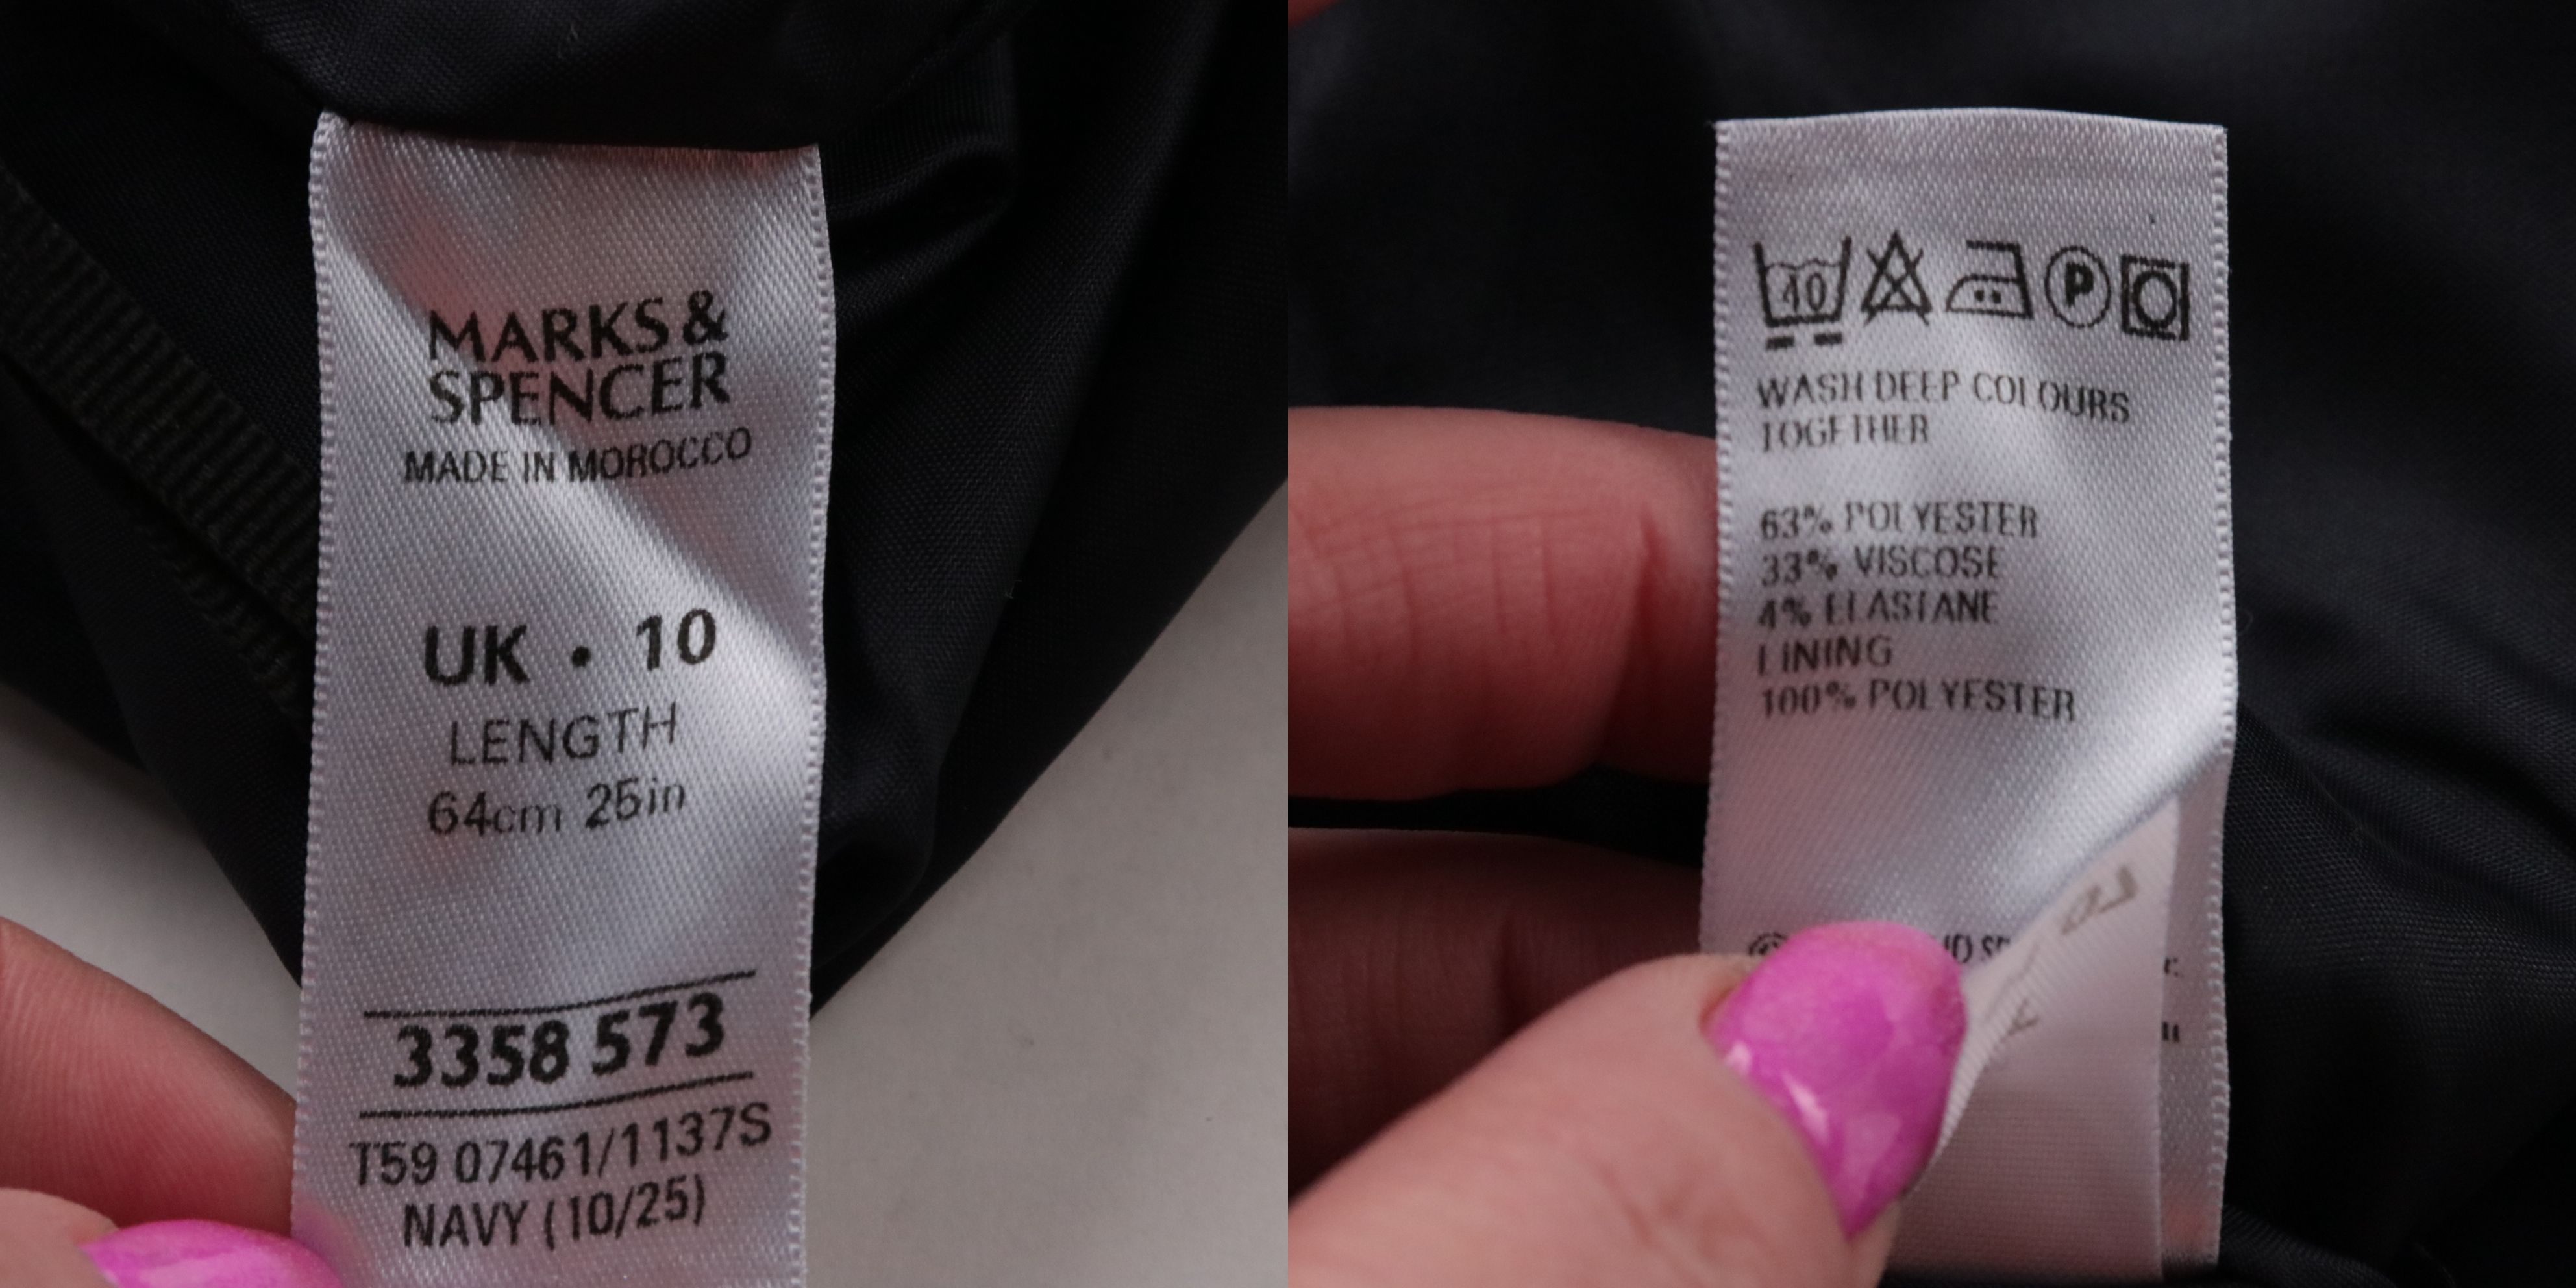 MARKS &
SPENCER
MADE IN MOROCCO
UK • 10
LENGTH
64cm 25in
3358 573
T59 07461/1137S
NAVY (10/25)
40
P
WASH DEEP COLOURS
TOGETHER
63% POLYESTER
33% VISCOSE
4% ELASTANE
LINING
100% POLYESTER